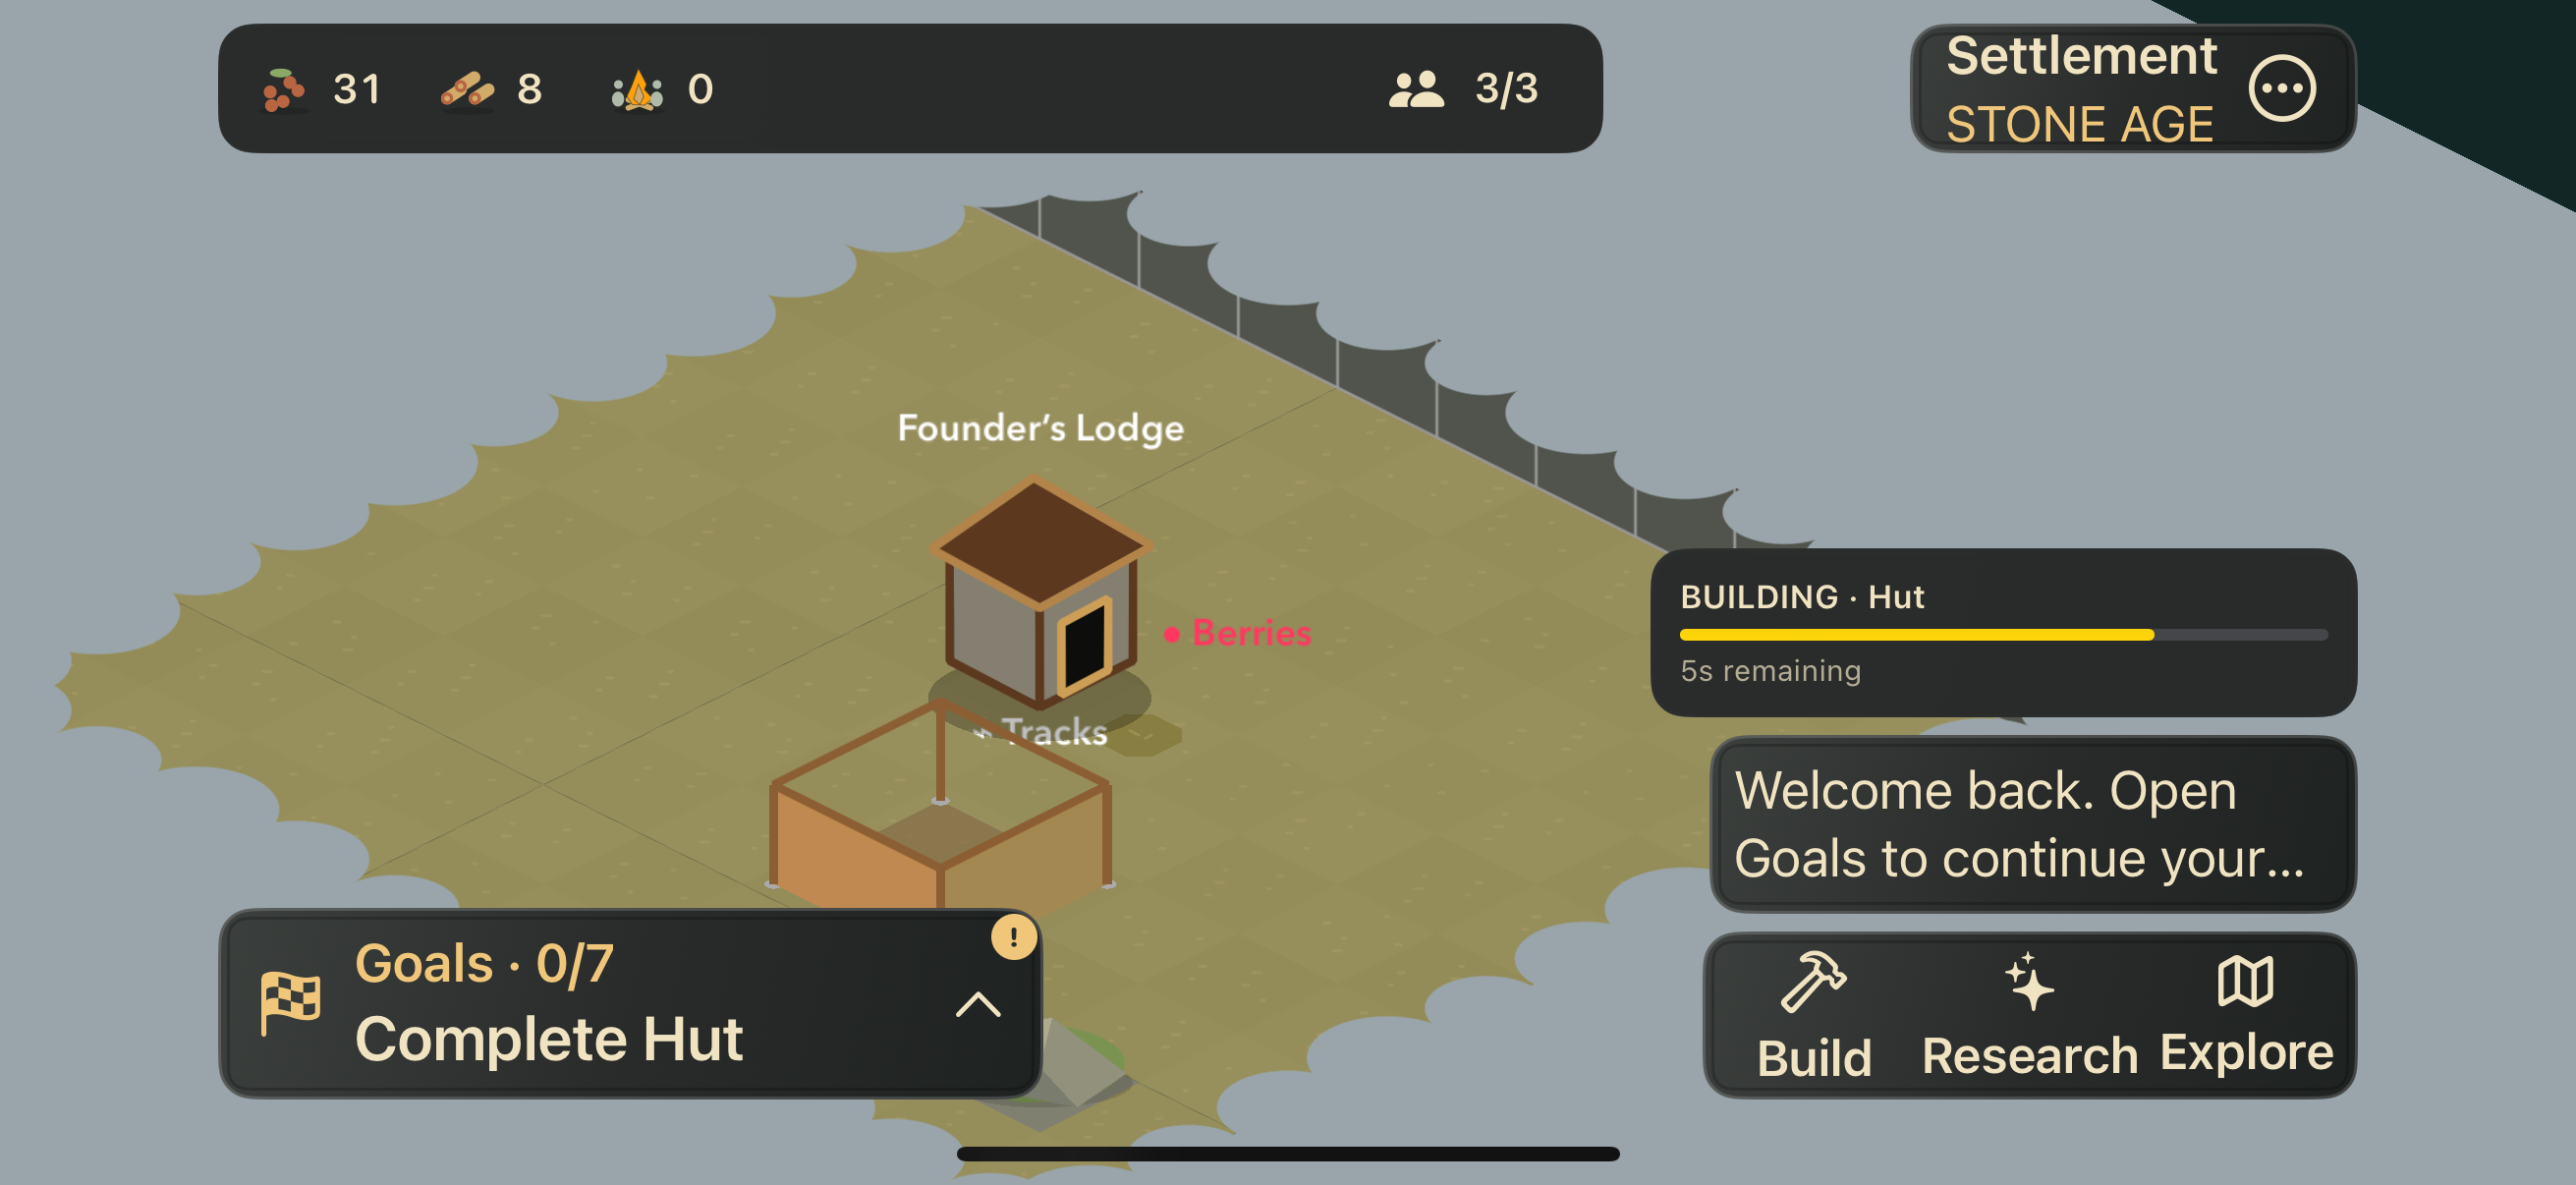 31 8 0 3/3
Settlement
STONE AGE
Founder’s Lodge
Berries
Tracks
BUILDING · Hut
5s remaining
Welcome back. Open
Goals to continue your...
Goals · 0/7
!
Complete Hut
Build Research Explore